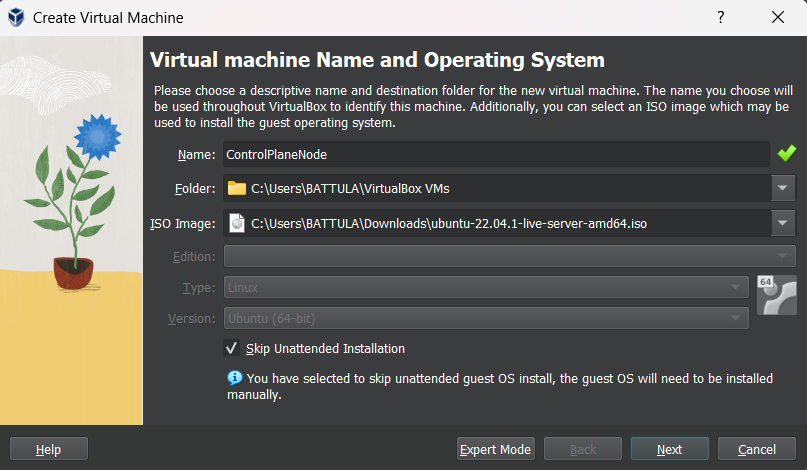 Create Virtual Machine
?
Virtual machine Name and Operating System
Please choose a descriptive name and destination folder for the new virtual machine. The name you choose will
be used throughout VirtualBox to identify this machine. Additionally, you can select an ISO image which may be
used to install the guest operating system.
Name: ControlPlaneNode
Folder: C:\Users\BATTULA\VirtualBox VMs
ISO Image: C:\Users\BATTULA\Downloads\ubuntu-22.04.1-live-server-amd64.iso
Edition:
Type: Linux
64
Version: Ubuntu (64-bit)
Skip Unattended Installation
You have selected to skip unattended guest OS install, the guest OS will need to be installed
manually.
Help Expert Mode Back Next Cancel